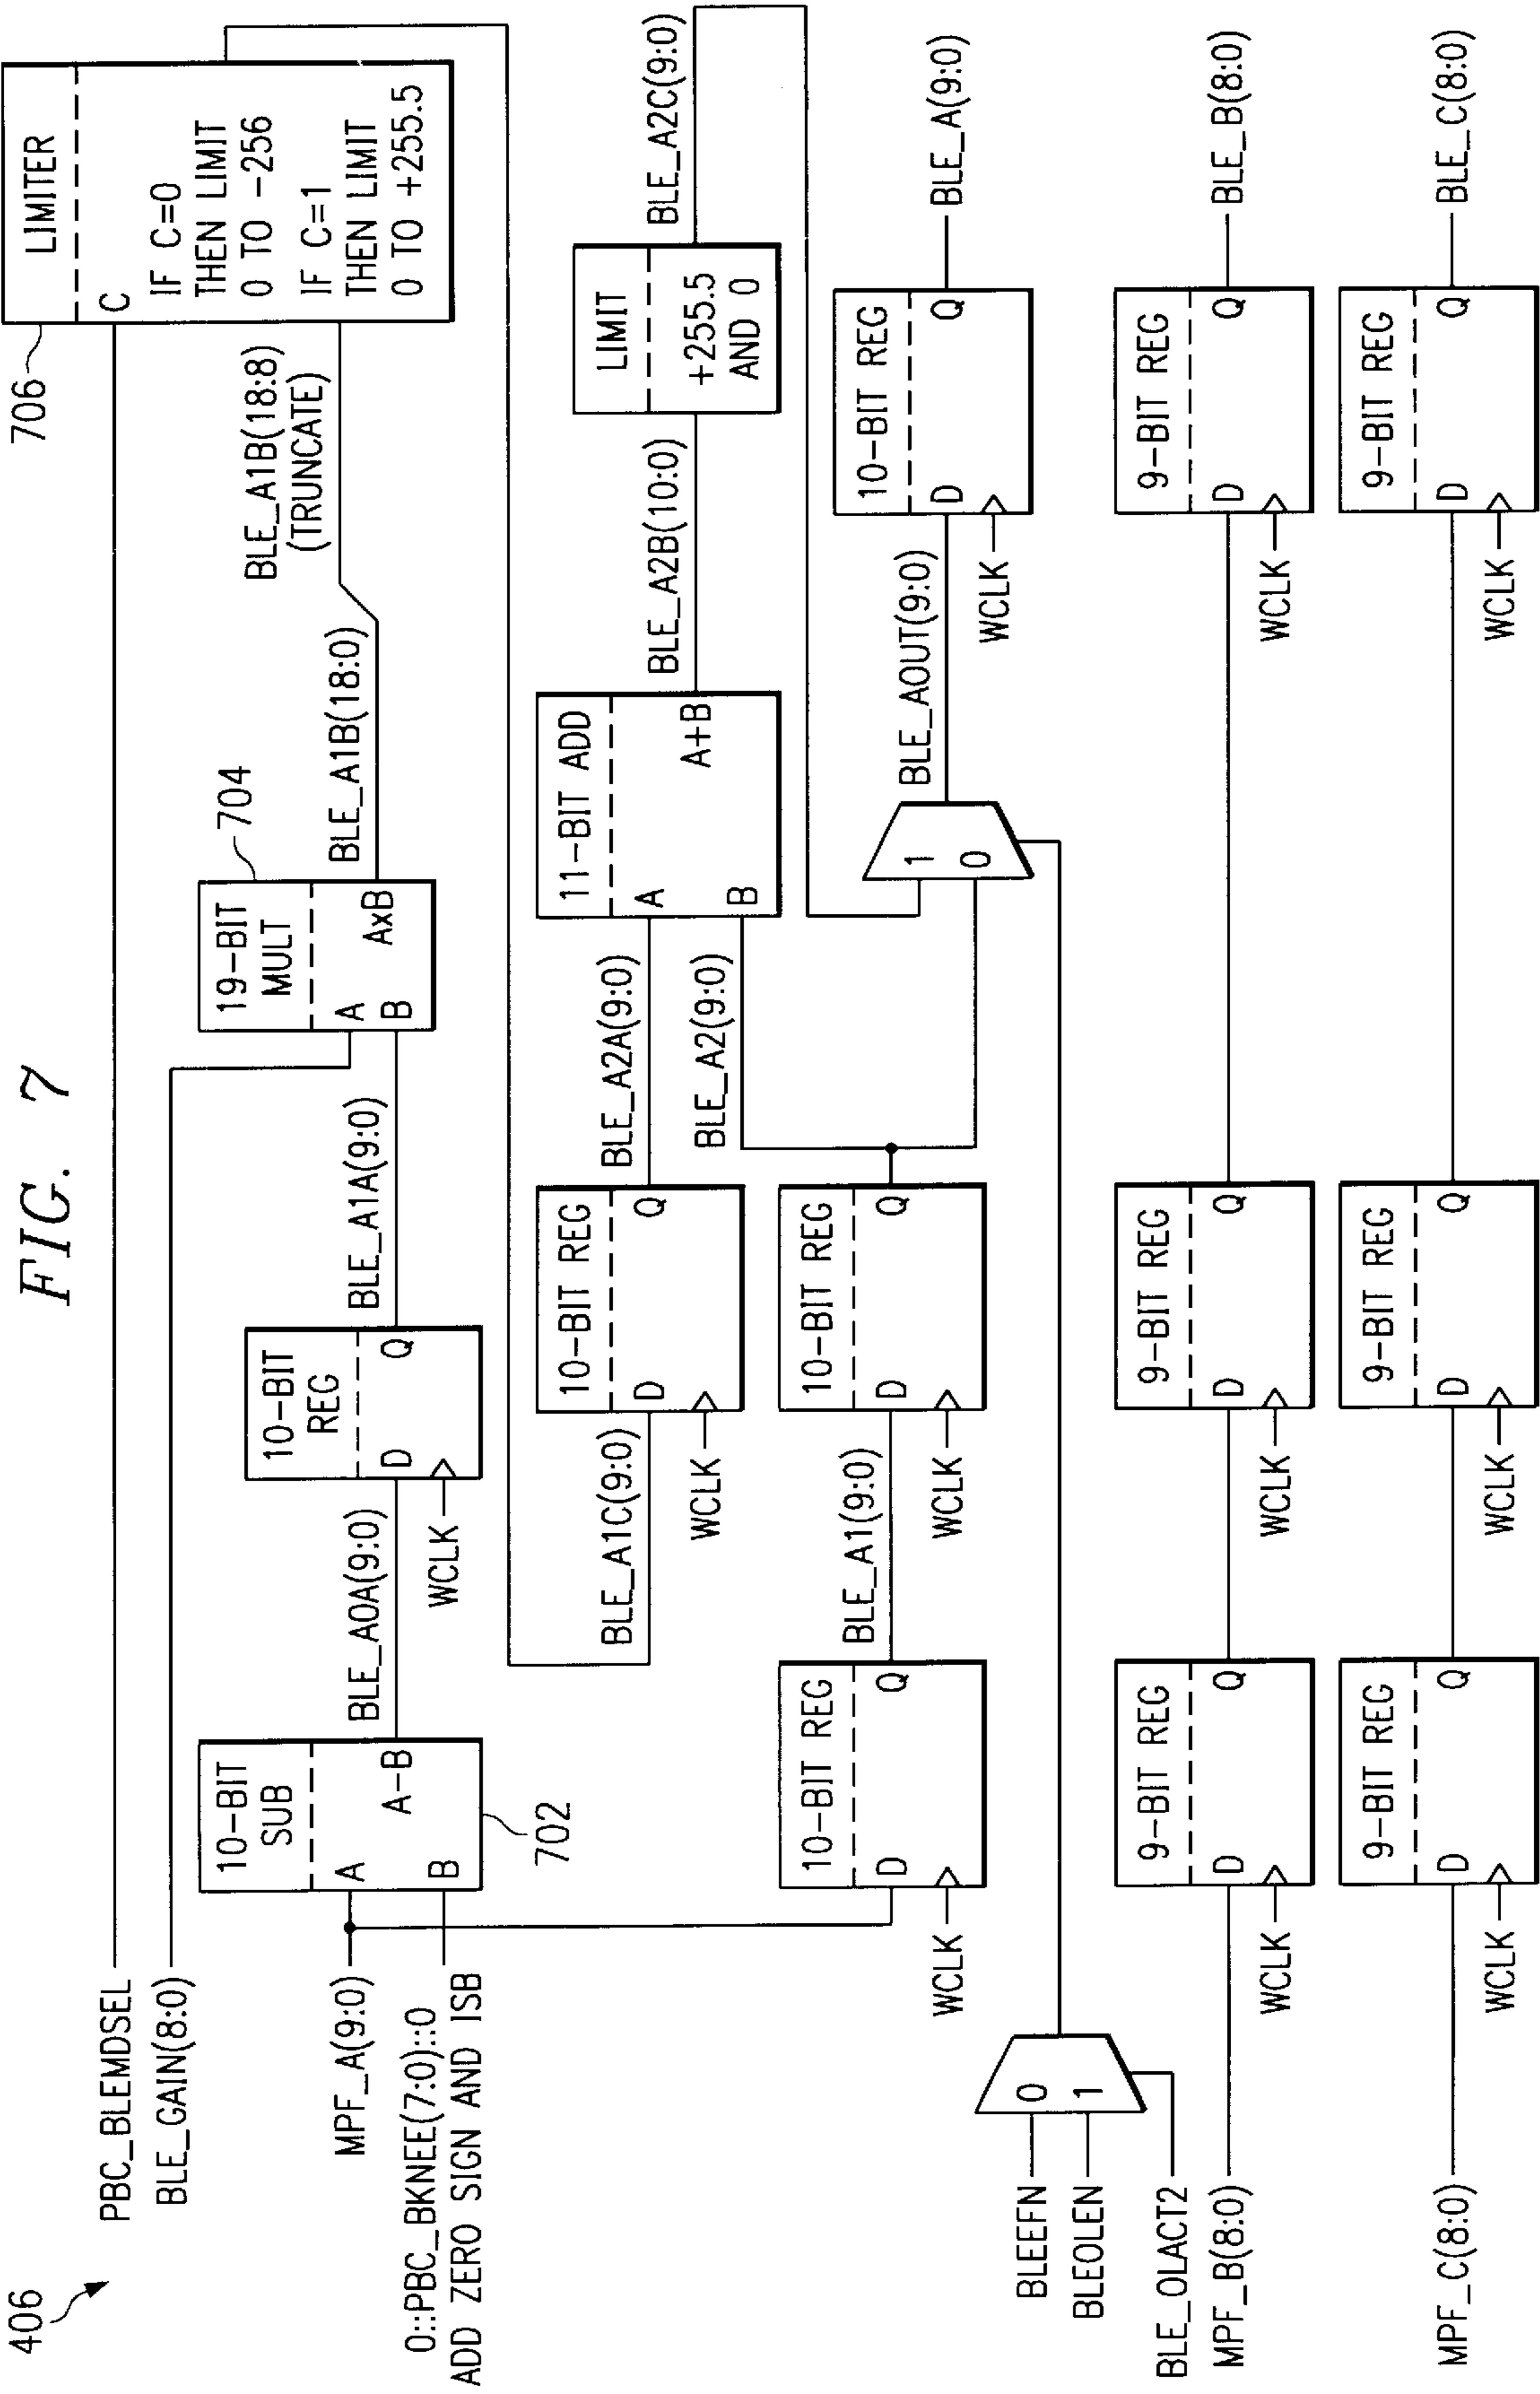 FIG. 7
406
PBC_BLEMDSEL
BLE_GAIN(8:0)
MPF_A(9:0)
0::PBC_BKNEE(7:0)::0
ADD ZERO SIGN AND ISB
10-BIT
SUB
A
B
A-B
702
BLE_A0A(9:0)
10-BIT
REG
D
Q
WCLK
BLE_A1A(9:0)
19-BIT
MULT
A
B
AxB
704
BLE_A1B(18:0)
BLE_A1B(18:8)
(TRUNCATE)
706
LIMITER
C
IF C=0
THEN LIMIT
0 TO -256
IF C=1
THEN LIMIT
0 TO +255.5
BLE_A1C(9:0)
10-BIT REG
D
Q
WCLK
BLE_A2A(9:0)
BLE_A2(9:0)
11-BIT ADD
A
B
A+B
BLE_A2B(10:0)
LIMIT
+255.5
AND 0
BLE_A2C(9:0)
10-BIT REG
D
Q
WCLK
BLE_A1(9:0)
10-BIT REG
D
Q
WCLK
1
0
BLE_AOUT(9:0)
10-BIT REG
D
Q
WCLK
BLE_A(9:0)
BLEEFN
BLEOLEN
0
1
BLE_OLACT2
MPF_B(8:0)
9-BIT REG
D
Q
WCLK
9-BIT REG
D
Q
WCLK
9-BIT REG
D
Q
WCLK
BLE_B(8:0)
MPF_C(8:0)
9-BIT REG
D
Q
WCLK
9-BIT REG
D
Q
WCLK
9-BIT REG
D
Q
WCLK
BLE_C(8:0)